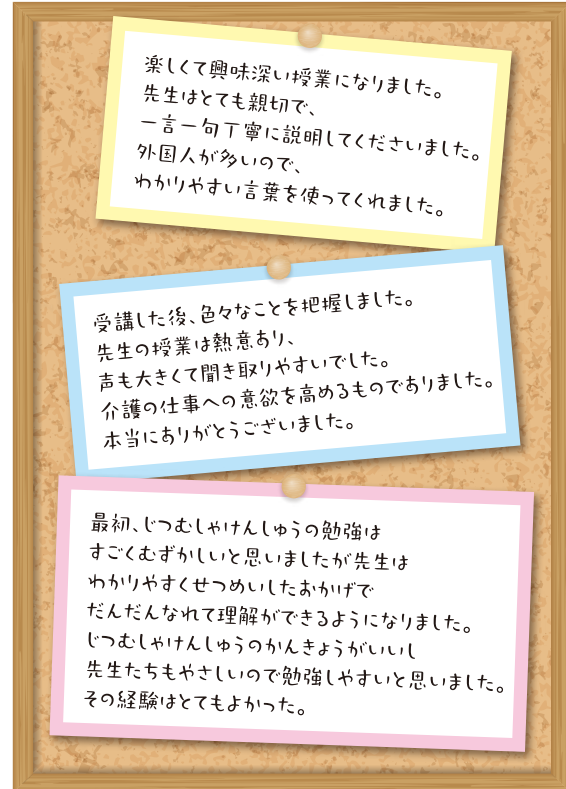 楽しくて興味深い授業になりました。
先生はとても親切で、
一言一句丁寧に説明してくださいました。
外国人が多いので、
わかりやすい言葉を使ってくれました。
受講した後、色々なことを把握しました。
先生の授業は熱意あり、
声も大きくて聞き取りやすいでした。
介護の仕事への意欲を高めるものでありました。
本当にありがとうございました。
最初、じつむしゃけんしゅうの勉強は
すごくむずかしいと思いましたが先生は
わかりやすくせつめいしたおかげで
だんだんなれて理解ができるようになりました。
じつむしゃけんしゅうのかんきょうがいいし
先生たちもやさしいので勉強しやすいと思いました。
その経験はとてもよかった。